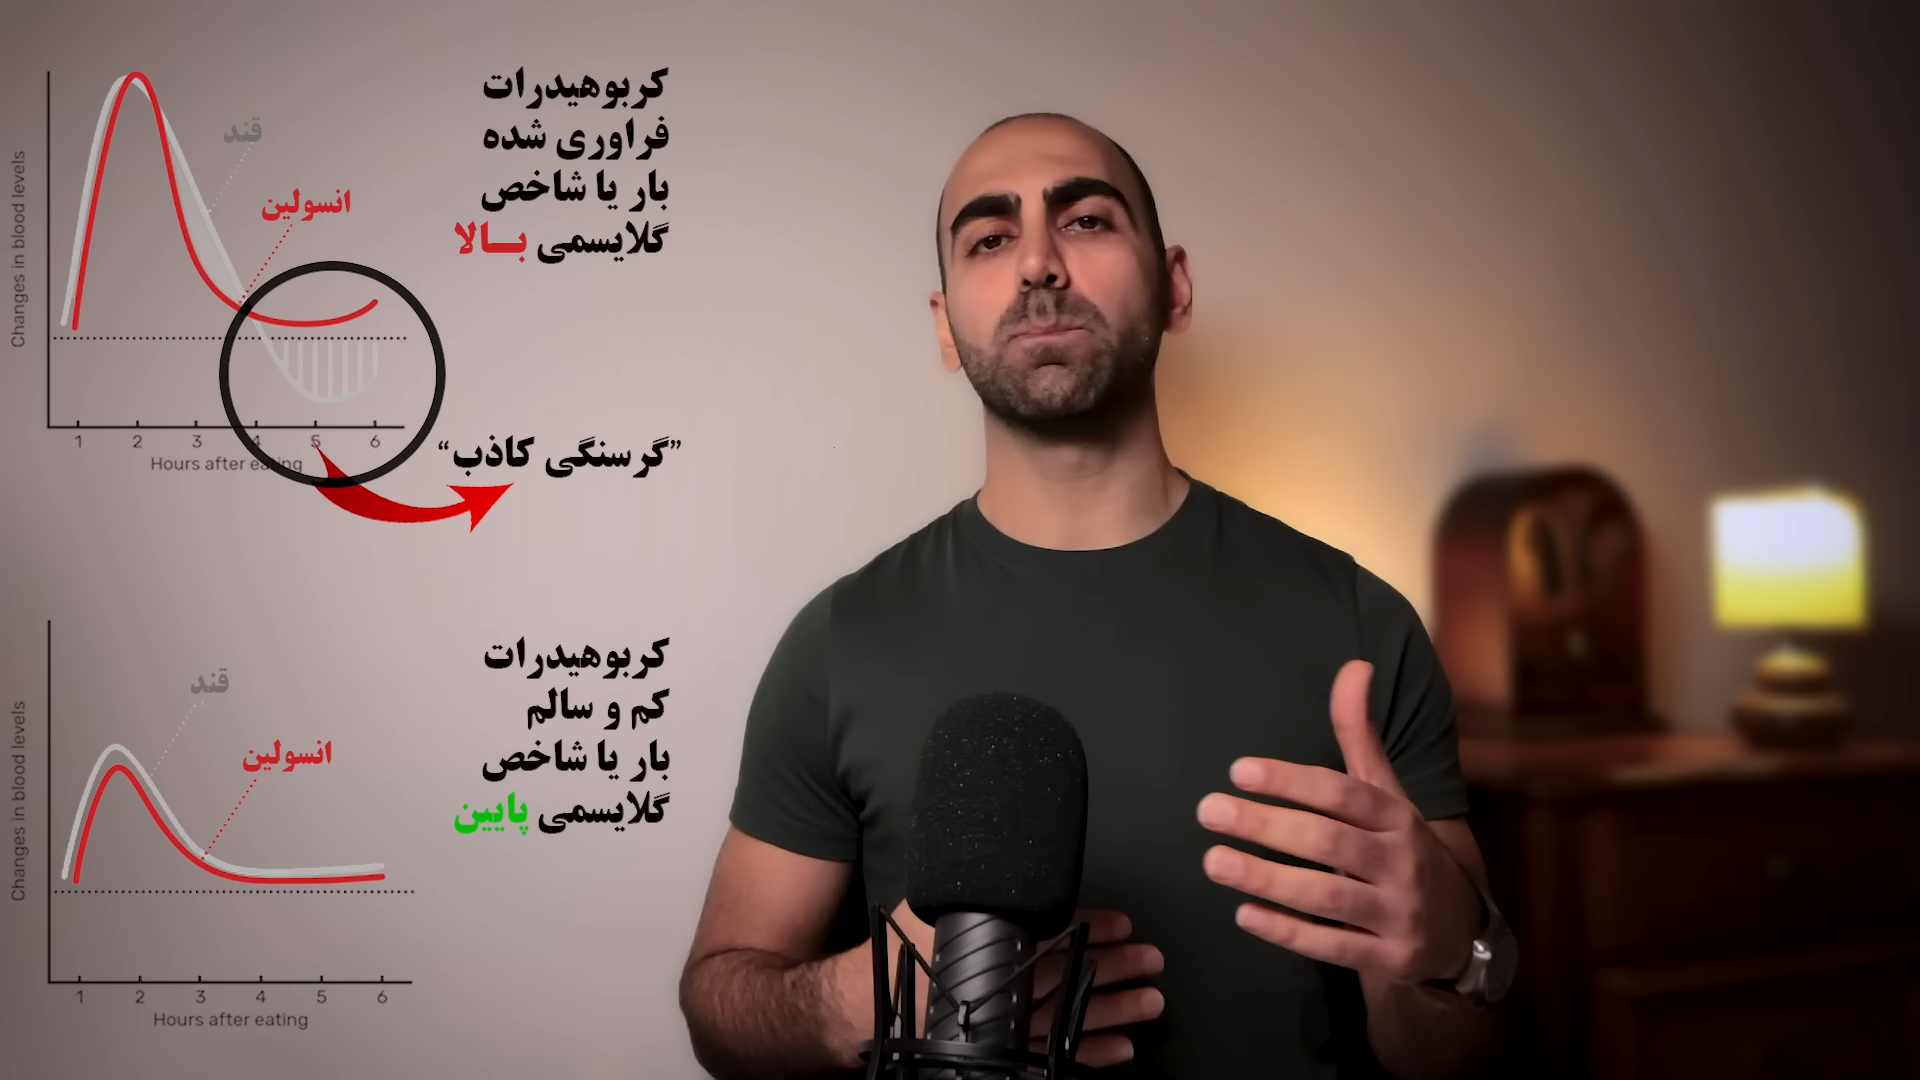 کربوهیدرات
فراوری شده
بار یا شاخص
گلایسمی بــالا
قند
انسولین
Changes in blood levels
1 2 3 4 5 6
Hours after eating
”گرسنگی کاذب“
کربوهیدرات
کم و سالم
بار یا شاخص
گلایسمی پایین
قند
انسولین
Changes in blood levels
1 2 3 4 5 6
Hours after eating